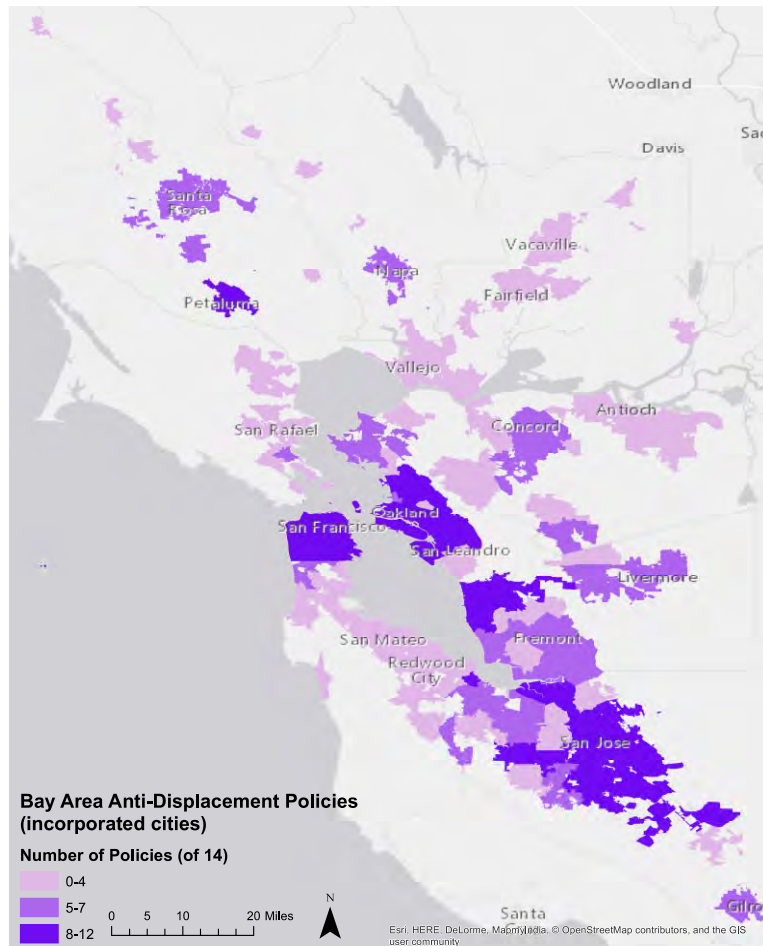 Woodland
Davis
Sac
Santa
Rosa
Vacaville
Napa
Fairfield
Petaluma
Vallejo
Antioch
San Rafael
Concord
Oakland
San Francisco
San Leandro
Livermore
San Mateo
Fremont
Redwood
City
San Jose
Bay Area Anti-Displacement Policies
(incorporated cities)
Number of Policies (of 14)
0-4
5-7
8-12
0 5 10 20 Miles
N
Gilro
Santa
Esri, HERE, DeLorme, MapmyIndia, © OpenStreetMap contributors, and the GIS
user community